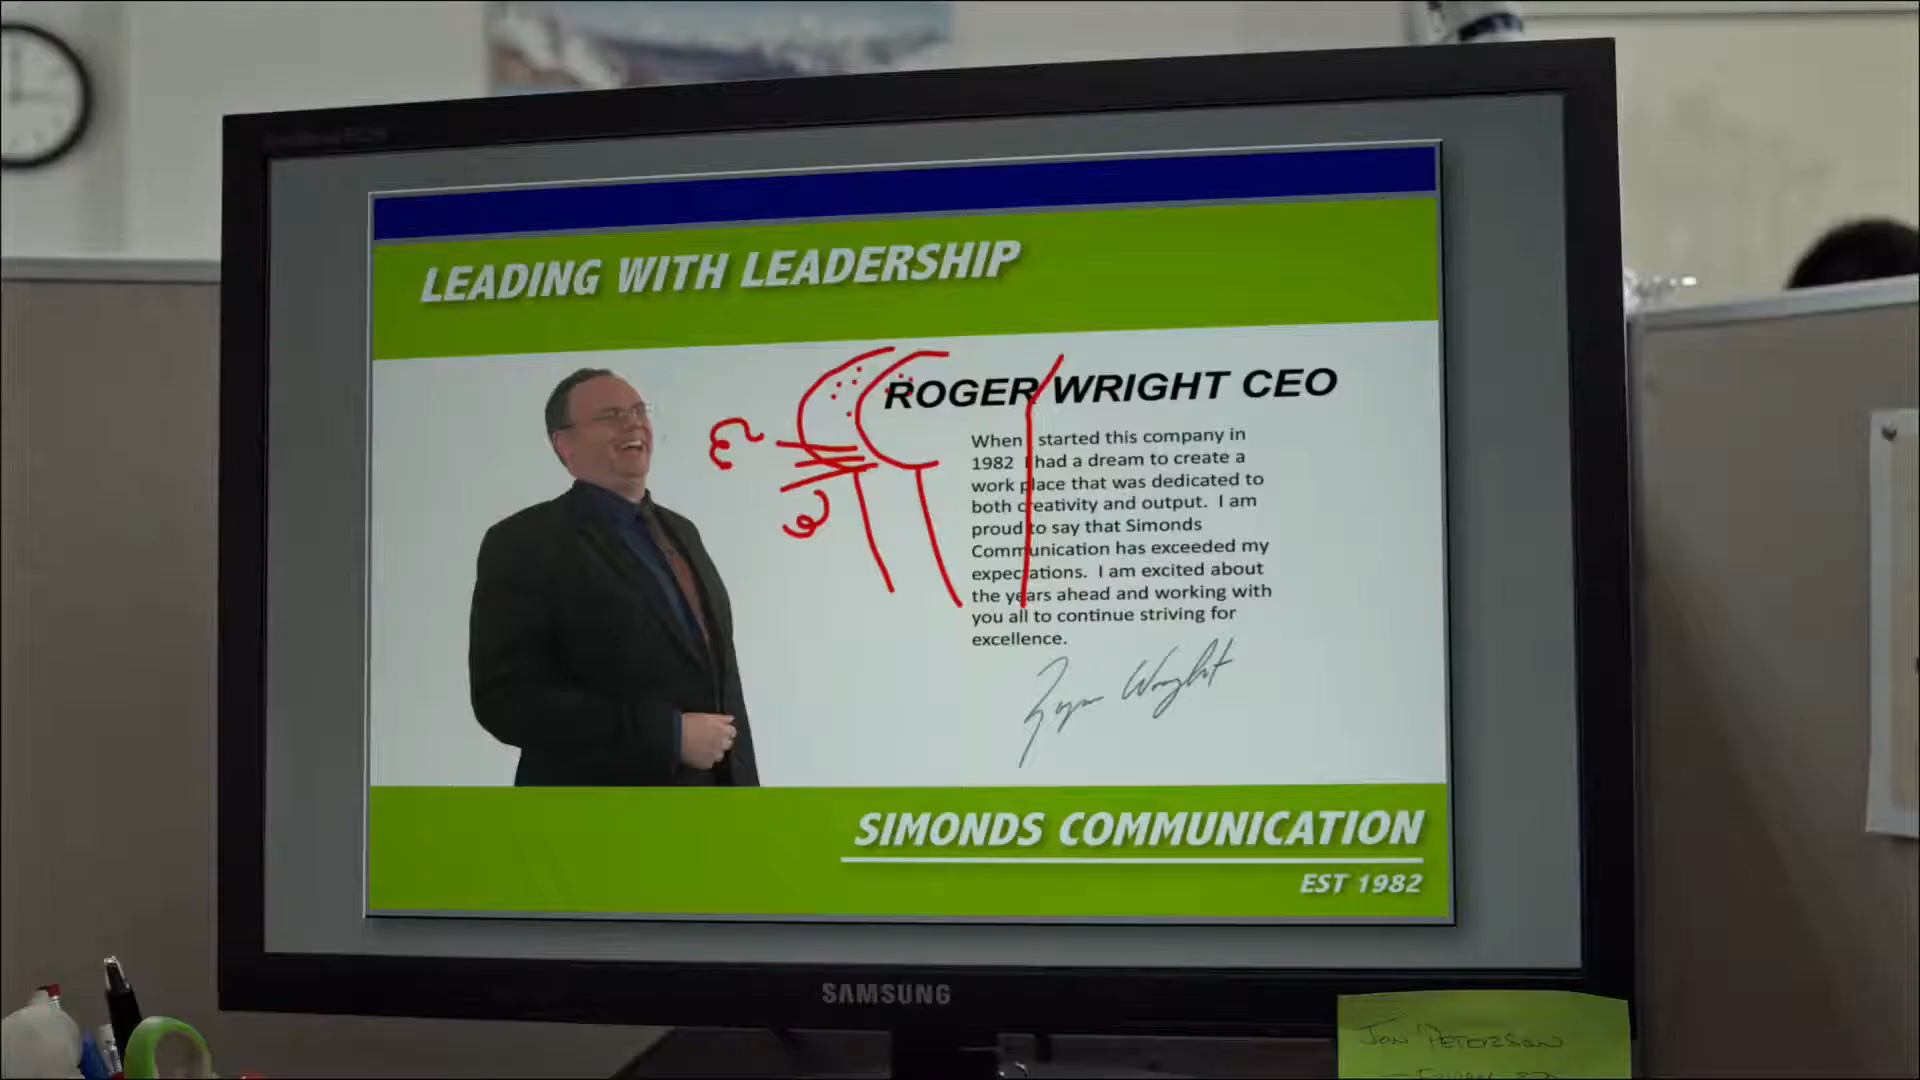 LEADING WITH LEADERSHIP
ROGER WRIGHT CEO
When I started this company in
1982 I had a dream to create a
work place that was dedicated to
both creativity and output. I am
proud to say that Simonds
Communication has exceeded my
expectations. I am excited about
the years ahead and working with
you all to continue striving for
excellence.
Roger Wright
SIMONDS COMMUNICATION
EST 1982
SAMSUNG
JON PETERSON